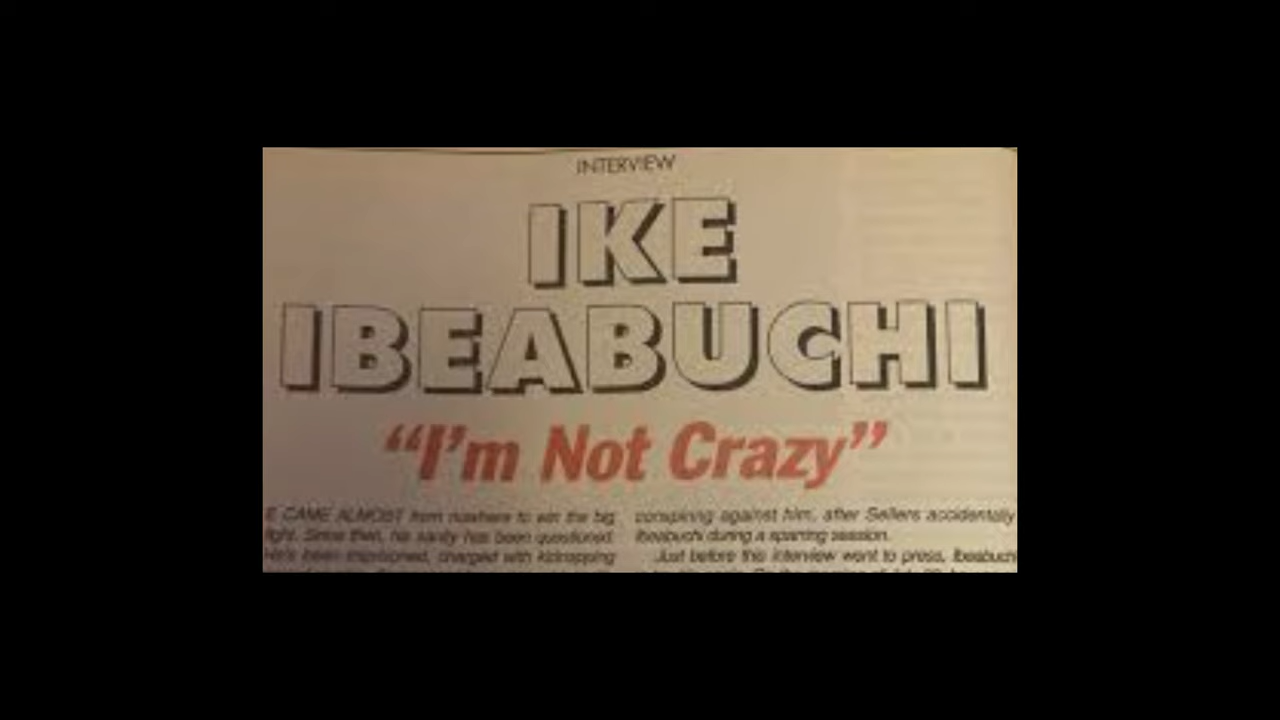 INTERVIEW
IKE
IBEABUCHI
“I’m Not Crazy”
E CAME ALMOST from nowhere to win the big
fight. Since then, his sanity has been questioned.
He's been imprisoned, charged with kidnapping
conspiring against him, after Sellers accidentally
Ibeabuchi during a sparring session.
Just before this interview went to press, Ibeabuchi